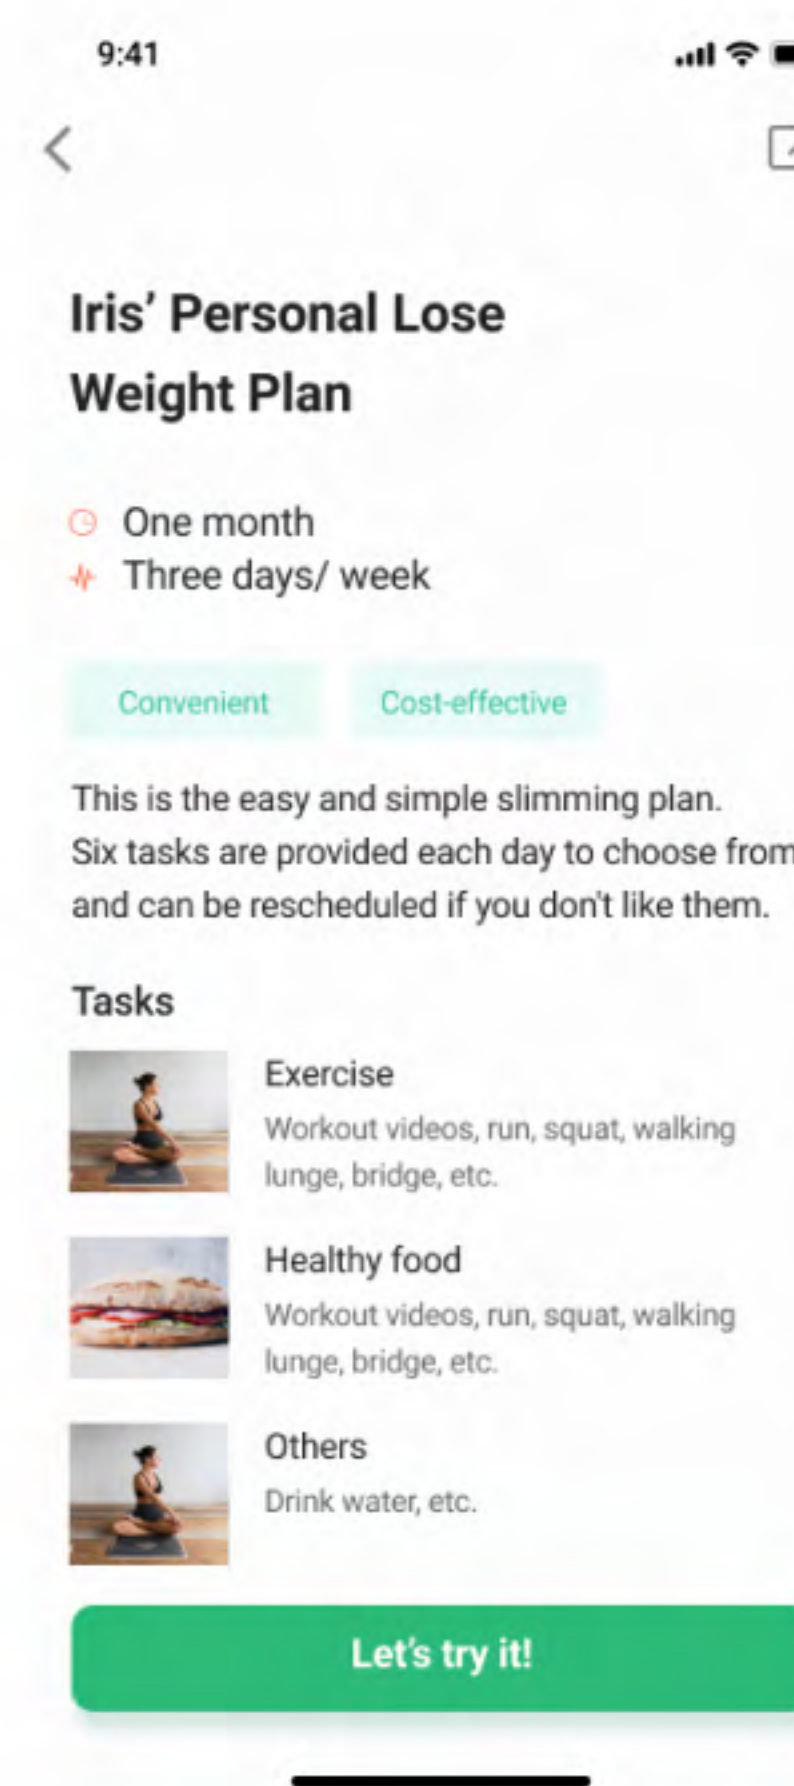 9:41
Iris’ Personal Lose
Weight Plan
One month
Three days/ week
Convenient
Cost-effective
This is the easy and simple slimming plan.
Six tasks are provided each day to choose from
and can be rescheduled if you don't like them.
Tasks
Exercise
Workout videos, run, squat, walking
lunge, bridge, etc.
Healthy food
Workout videos, run, squat, walking
lunge, bridge, etc.
Others
Drink water, etc.
Let’s try it!